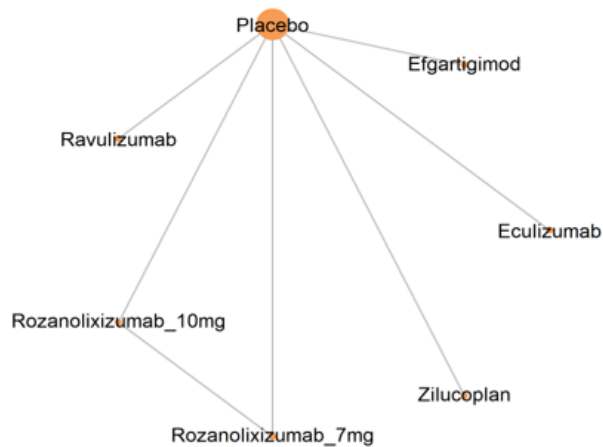 Placebo
Efgartigimod
Ravulizumab
Eculizumab
Rozanolixizumab_10mg
Zilucoplan
Rozanolixizumab_7mg